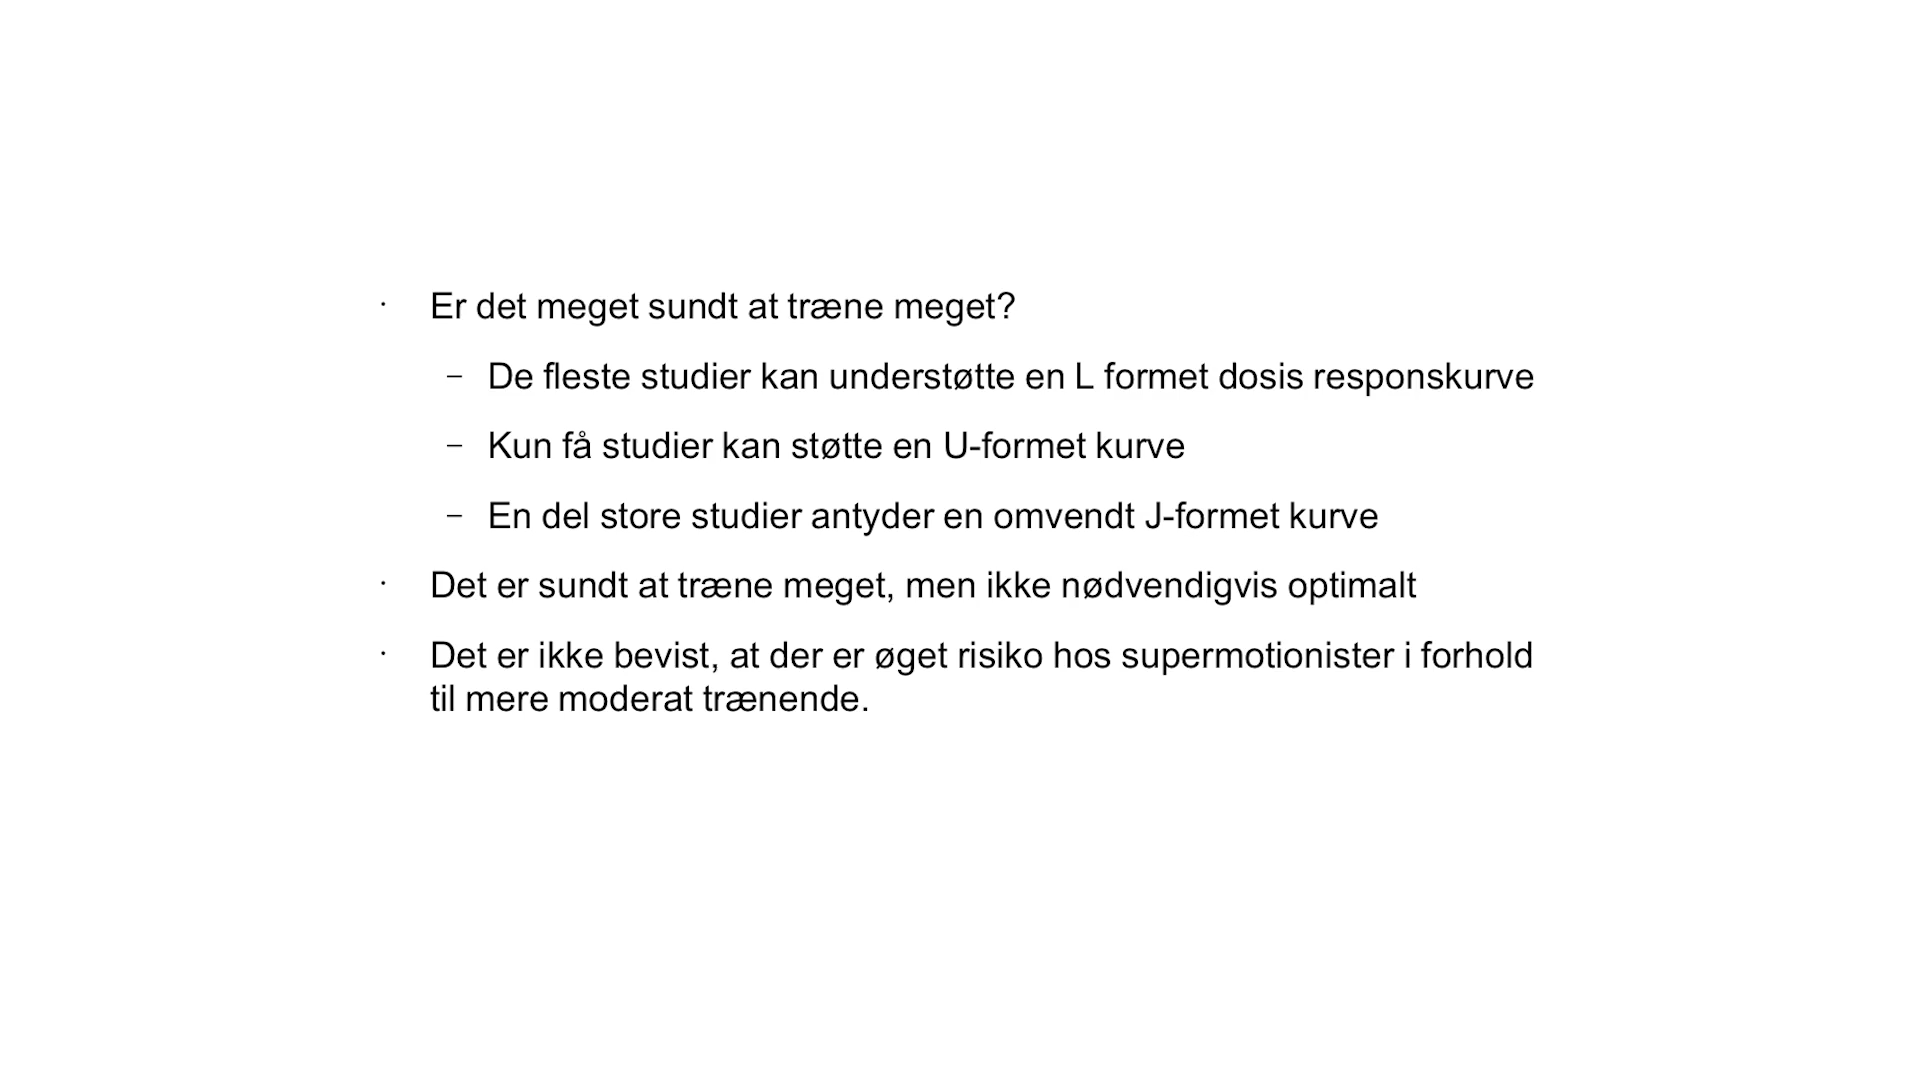 · Er det meget sundt at træne meget?
– De fleste studier kan understøtte en L formet dosis responskurve
– Kun få studier kan støtte en U-formet kurve
– En del store studier antyder en omvendt J-formet kurve
· Det er sundt at træne meget, men ikke nødvendigvis optimalt
· Det er ikke bevist, at der er øget risiko hos supermotionister i forhold
til mere moderat trænende.